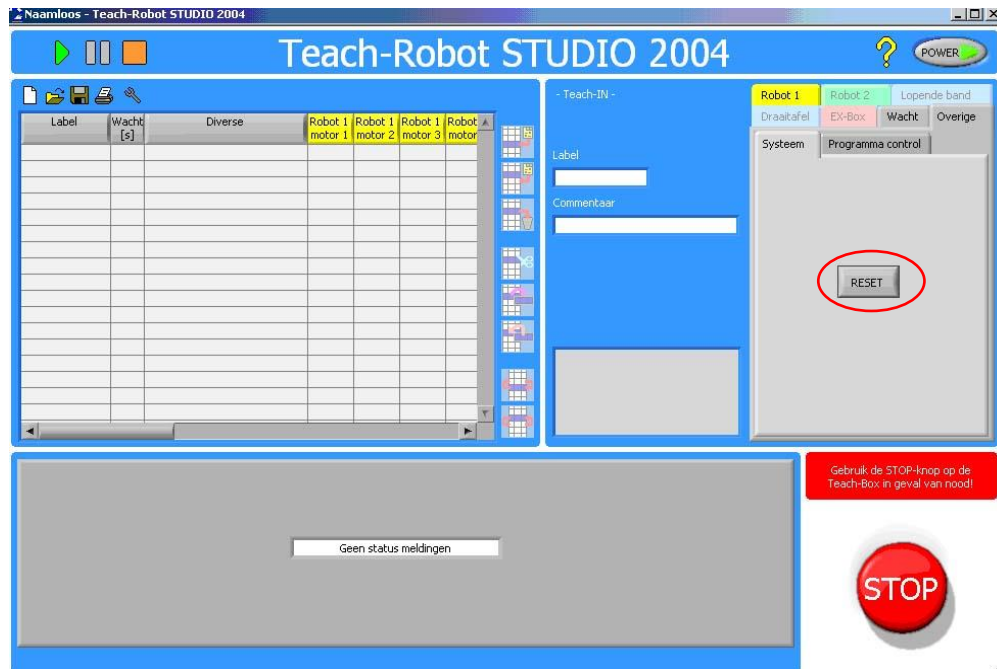 Naamloos - Teach-Robot STUDIO 2004
Teach-Robot STUDIO 2004
POWER
Label
Wacht [s]
Diverse
Robot 1 motor 1
Robot 1 motor 2
Robot 1 motor 3
Robot motor
- Teach-IN -
Label
Commentaar
Robot 1
Robot 2
Lopende band
Draaitafel
EX-Box
Wacht
Overige
Systeem
Programma control
RESET
Geen status meldingen
Gebruik de STOP-knop op de
Teach-Box in geval van nood!
STOP